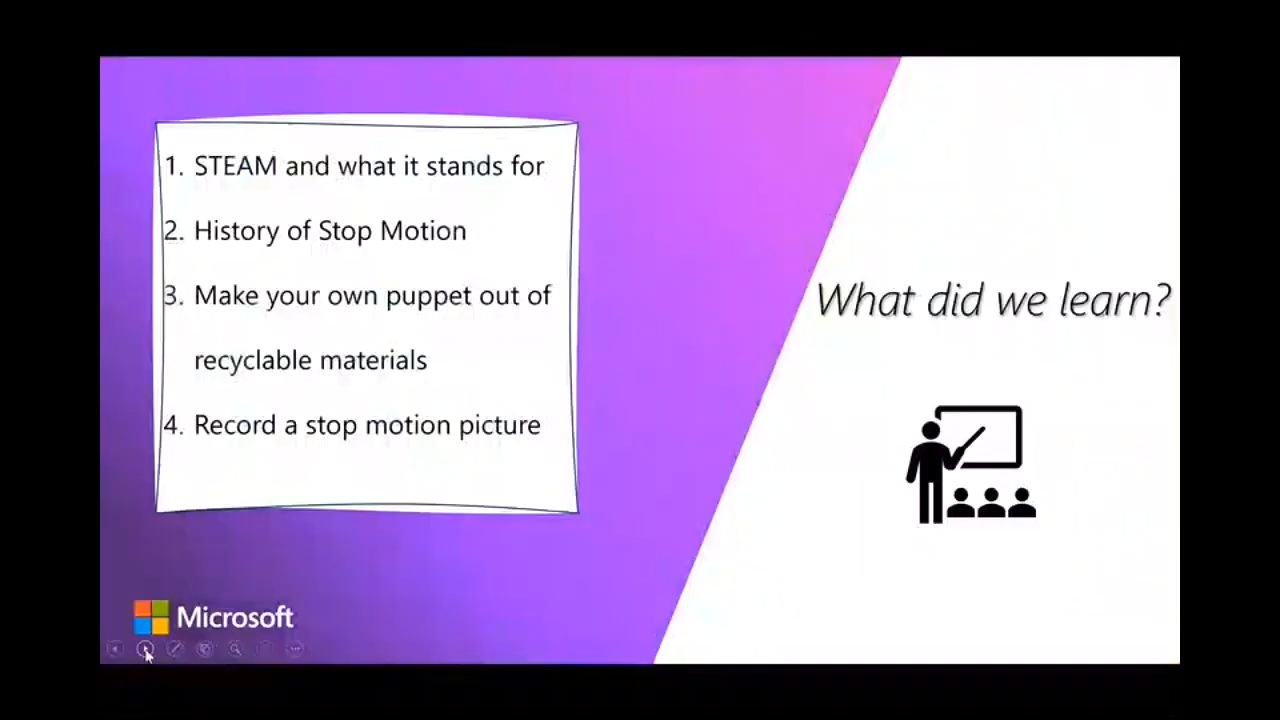 1. STEAM and what it stands for
2. History of Stop Motion
3. Make your own puppet out of
recyclable materials
4. Record a stop motion picture
What did we learn?
Microsoft